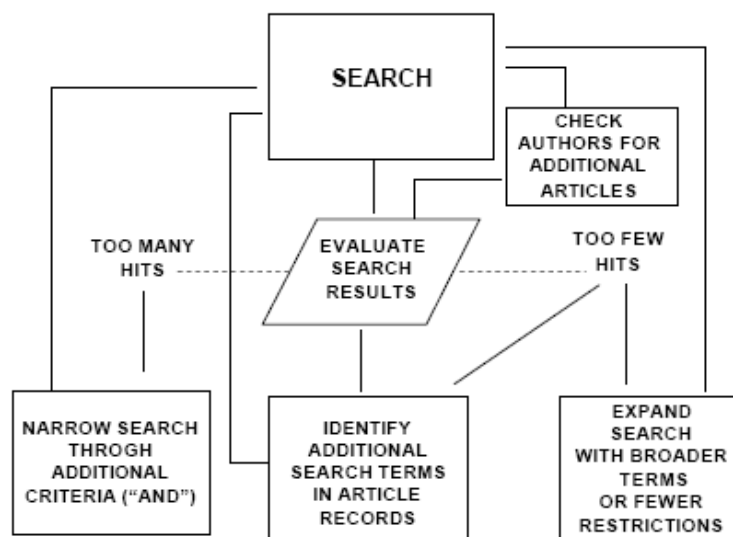 SEARCH
CHECK
AUTHORS FOR
ADDITIONAL
ARTICLES
TOO MANY
HITS
EVALUATE
SEARCH
RESULTS
TOO FEW
HITS
NARROW SEARCH
THROGH
ADDITIONAL
CRITERIA (“AND”)
IDENTIFY
ADDITIONAL
SEARCH TERMS
IN ARTICLE
RECORDS
EXPAND
SEARCH
WITH BROADER
TERMS
OR FEWER
RESTRICTIONS